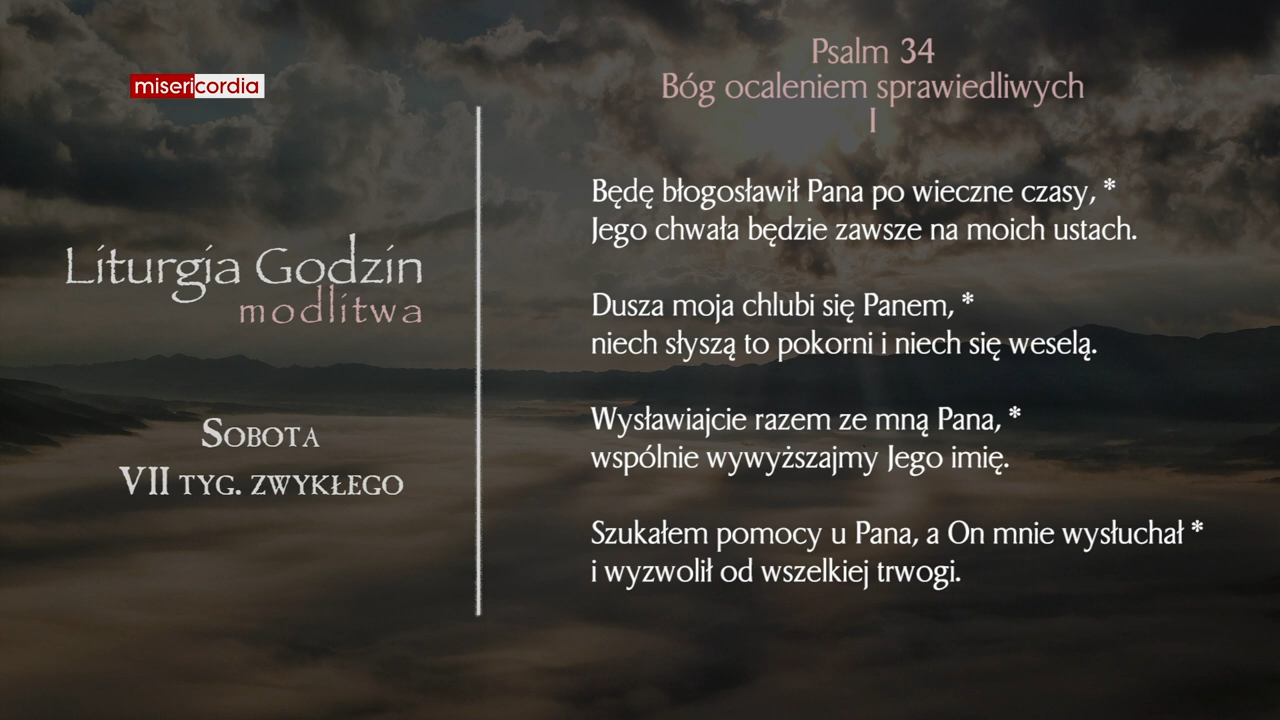 misericordia
Liturgia Godzin
modlitwa
Sobota
VII tyg. zwykłego
Psalm 34
Bóg ocaleniem sprawiedliwych
I
Będę błogosławił Pana po wieczne czasy, *
Jego chwała będzie zawsze na moich ustach.
Dusza moja chlubi się Panem, *
niech słyszą to pokorni i niech się weselą.
Wysławiajcie razem ze mną Pana, *
wspólnie wywyższajmy Jego imię.
Szukałem pomocy u Pana, a On mnie wysłuchał *
i wyzwolił od wszelkiej trwogi.